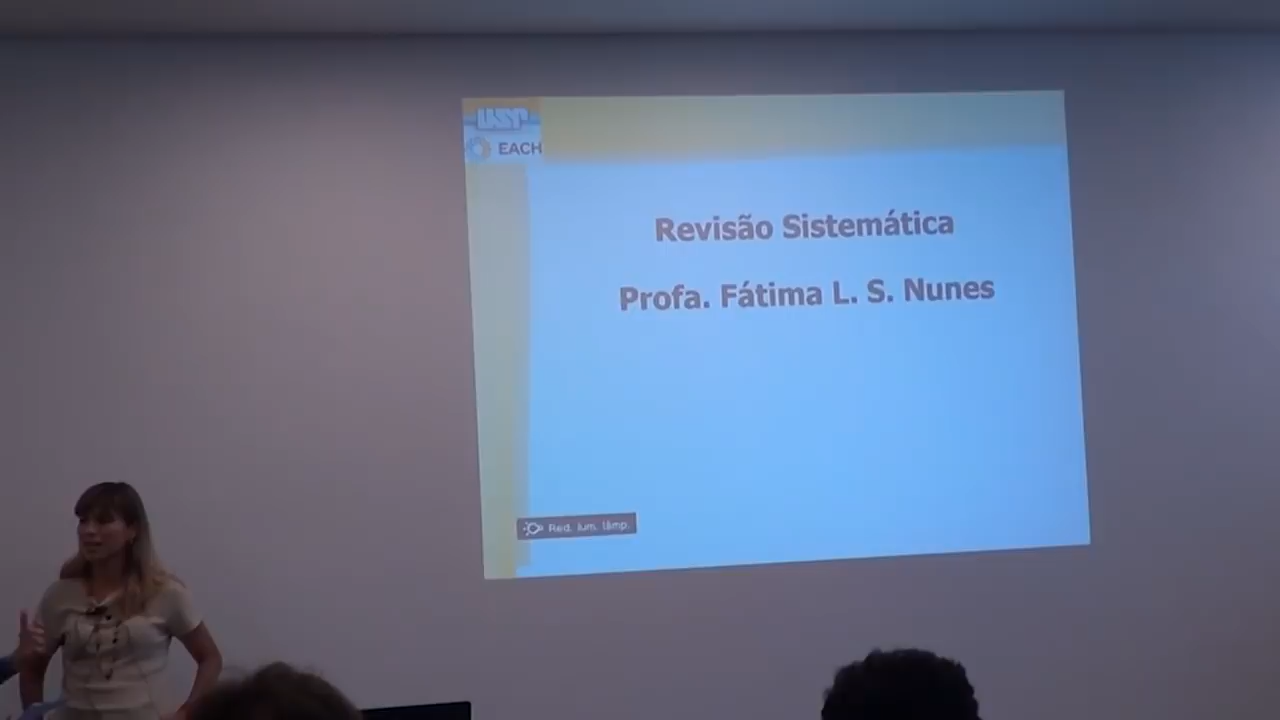 USP
EACH
Revisão Sistemática
Profa. Fátima L. S. Nunes
Red. lum. lâmp.